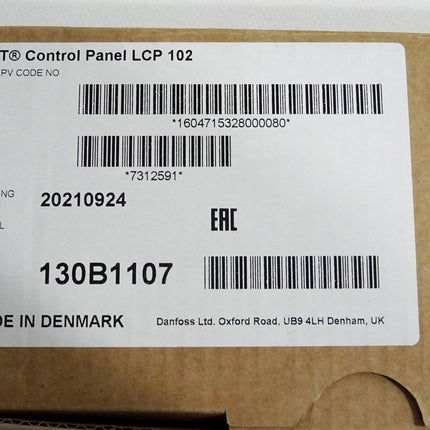 T® Control Panel LCP 102
PV CODE NO
*1604715328000080*
*7312591*
NG 20210924
L EAC
130B1107
DE IN DENMARK Danfoss Ltd. Oxford Road, UB9 4LH Denham, UK